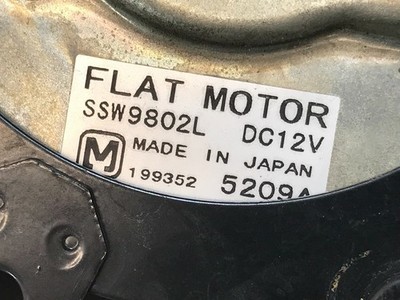 FLAT MOTOR
SSW9802L DC12V
M MADE IN JAPAN
199352 5209A